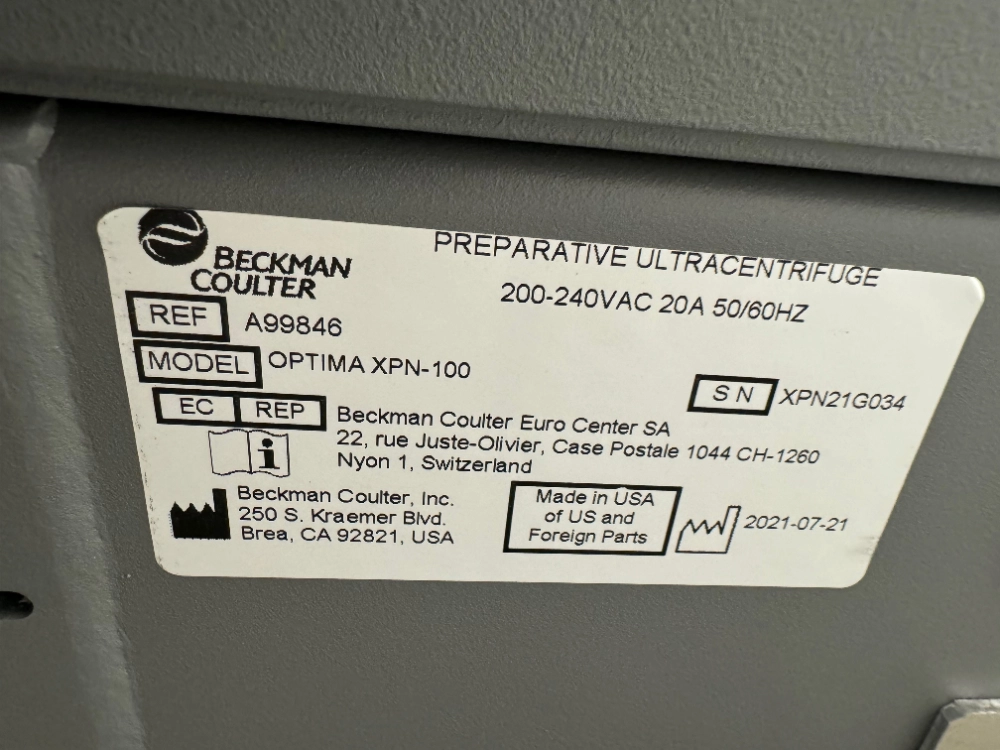 BECKMAN
COULTER
PREPARATIVE ULTRACENTRIFUGE
200-240VAC 20A 50/60HZ
REF A99846
MODEL OPTIMA XPN-100
SN XPN21G034
EC REP Beckman Coulter Euro Center SA
22, rue Juste-Olivier, Case Postale 1044 CH-1260
Nyon 1, Switzerland
Beckman Coulter, Inc.
250 S. Kraemer Blvd.
Brea, CA 92821, USA
Made in USA
of US and
Foreign Parts
2021-07-21